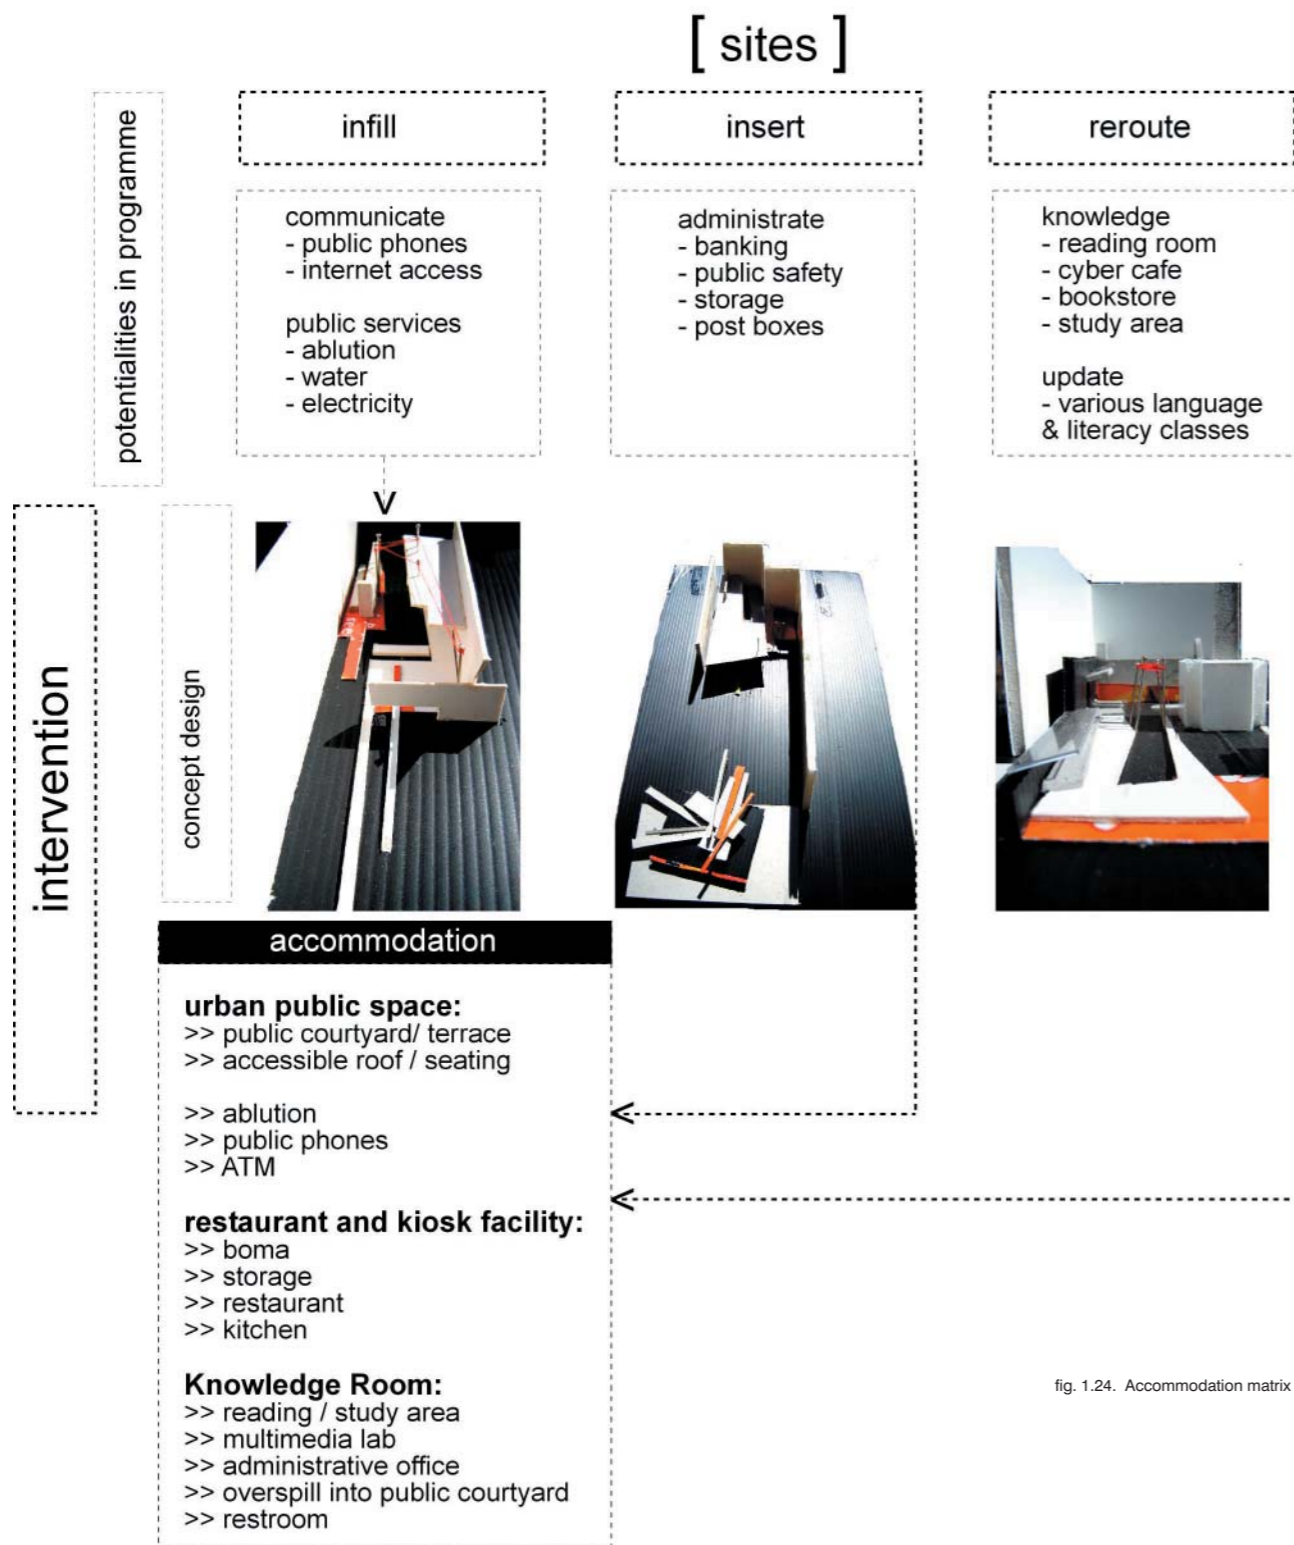 [ sites ]
infill
insert
reroute
potentialities in programme
communicate
- public phones
- internet access
public services
- ablution
- water
- electricity
administrate
- banking
- public safety
- storage
- post boxes
knowledge
- reading room
- cyber cafe
- bookstore
- study area
update
- various language
& literacy classes
intervention
concept design
accommodation
urban public space:
>> public courtyard/ terrace
>> accessible roof / seating
>> ablution
>> public phones
>> ATM
restaurant and kiosk facility:
>> boma
>> storage
>> restaurant
>> kitchen
Knowledge Room:
>> reading / study area
>> multimedia lab
>> administrative office
>> overspill into public courtyard
>> restroom
fig. 1.24. Accommodation matrix